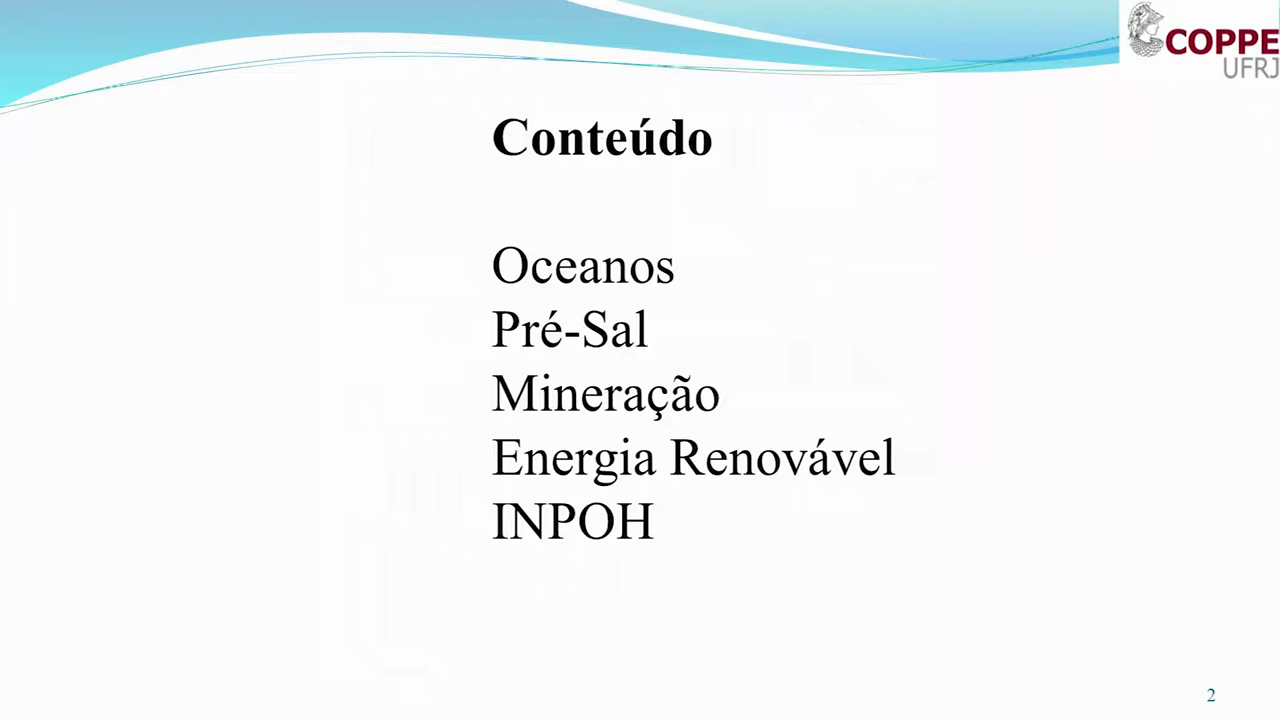 COPPE
UFRJ
Conteúdo
Oceanos
Pré-Sal
Mineração
Energia Renovável
INPOH
2